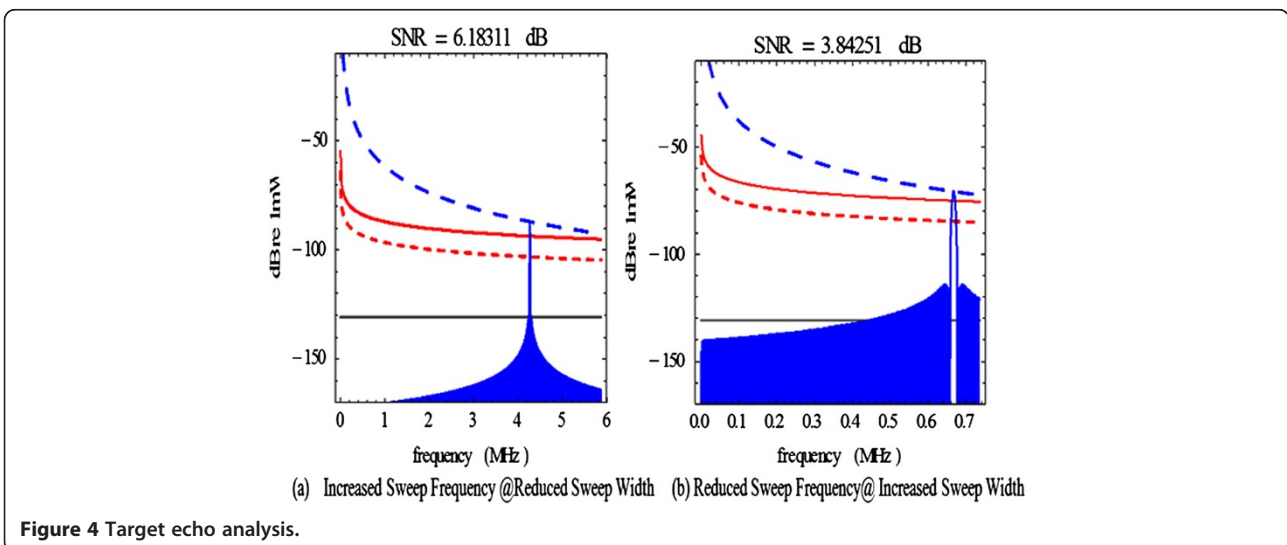 SNR = 6.18311 dB
SNR = 3.84251 dB
dBre 1mW
−50
−100
−150
0 1 2 3 4 5 6
frequency (MHz)
dBre 1mW
−50
−100
−150
0.0 0.1 0.2 0.3 0.4 0.5 0.6 0.7
frequency (MHz)
(a) Increased Sweep Frequency @Reduced Sweep Width
(b) Reduced Sweep Frequency@ Increased Sweep Width
Figure 4 Target echo analysis.